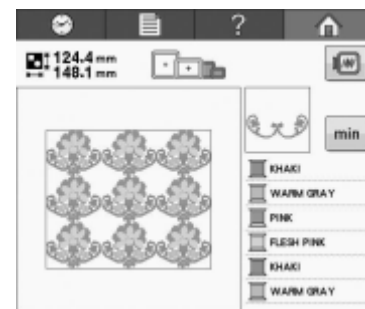 ?
124.4 mm
148.1 mm
min
KHAKI
WARM GRAY
PINK
FLESH PINK
KHAKI
WARM GRAY